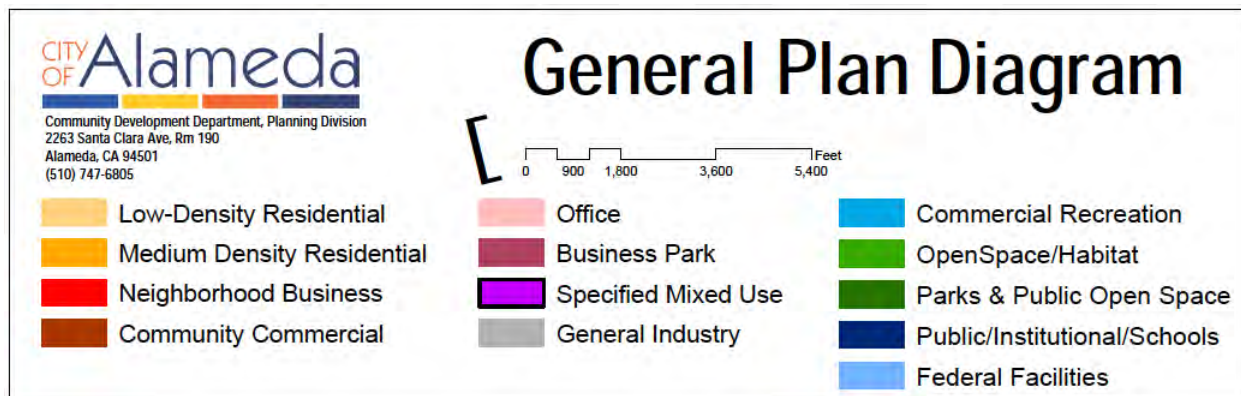 CITY
OF Alameda
Community Development Department, Planning Division
2263 Santa Clara Ave, Rm 190
Alameda, CA 94501
(510) 747-6805
General Plan Diagram
Feet
0 900 1,800 3,600 5,400
Low-Density Residential
Medium Density Residential
Neighborhood Business
Community Commercial
Office
Business Park
Specified Mixed Use
General Industry
Commercial Recreation
OpenSpace/Habitat
Parks & Public Open Space
Public/Institutional/Schools
Federal Facilities